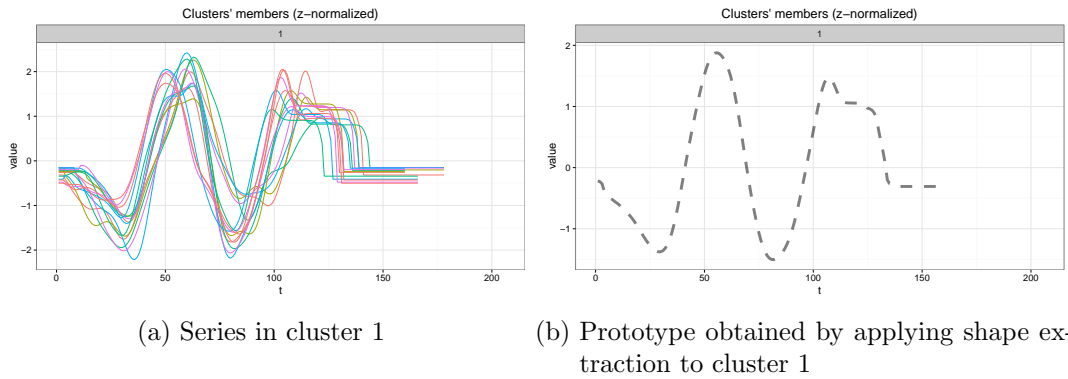 Clusters' members (z−normalized)
1
2
1
0
−1
−2
value
0
50
100
150
200
t
(a) Series in cluster 1
Clusters' members (z−normalized)
1
2
1
0
−1
value
0
50
100
150
200
t
(b) Prototype obtained by applying shape ex-
traction to cluster 1